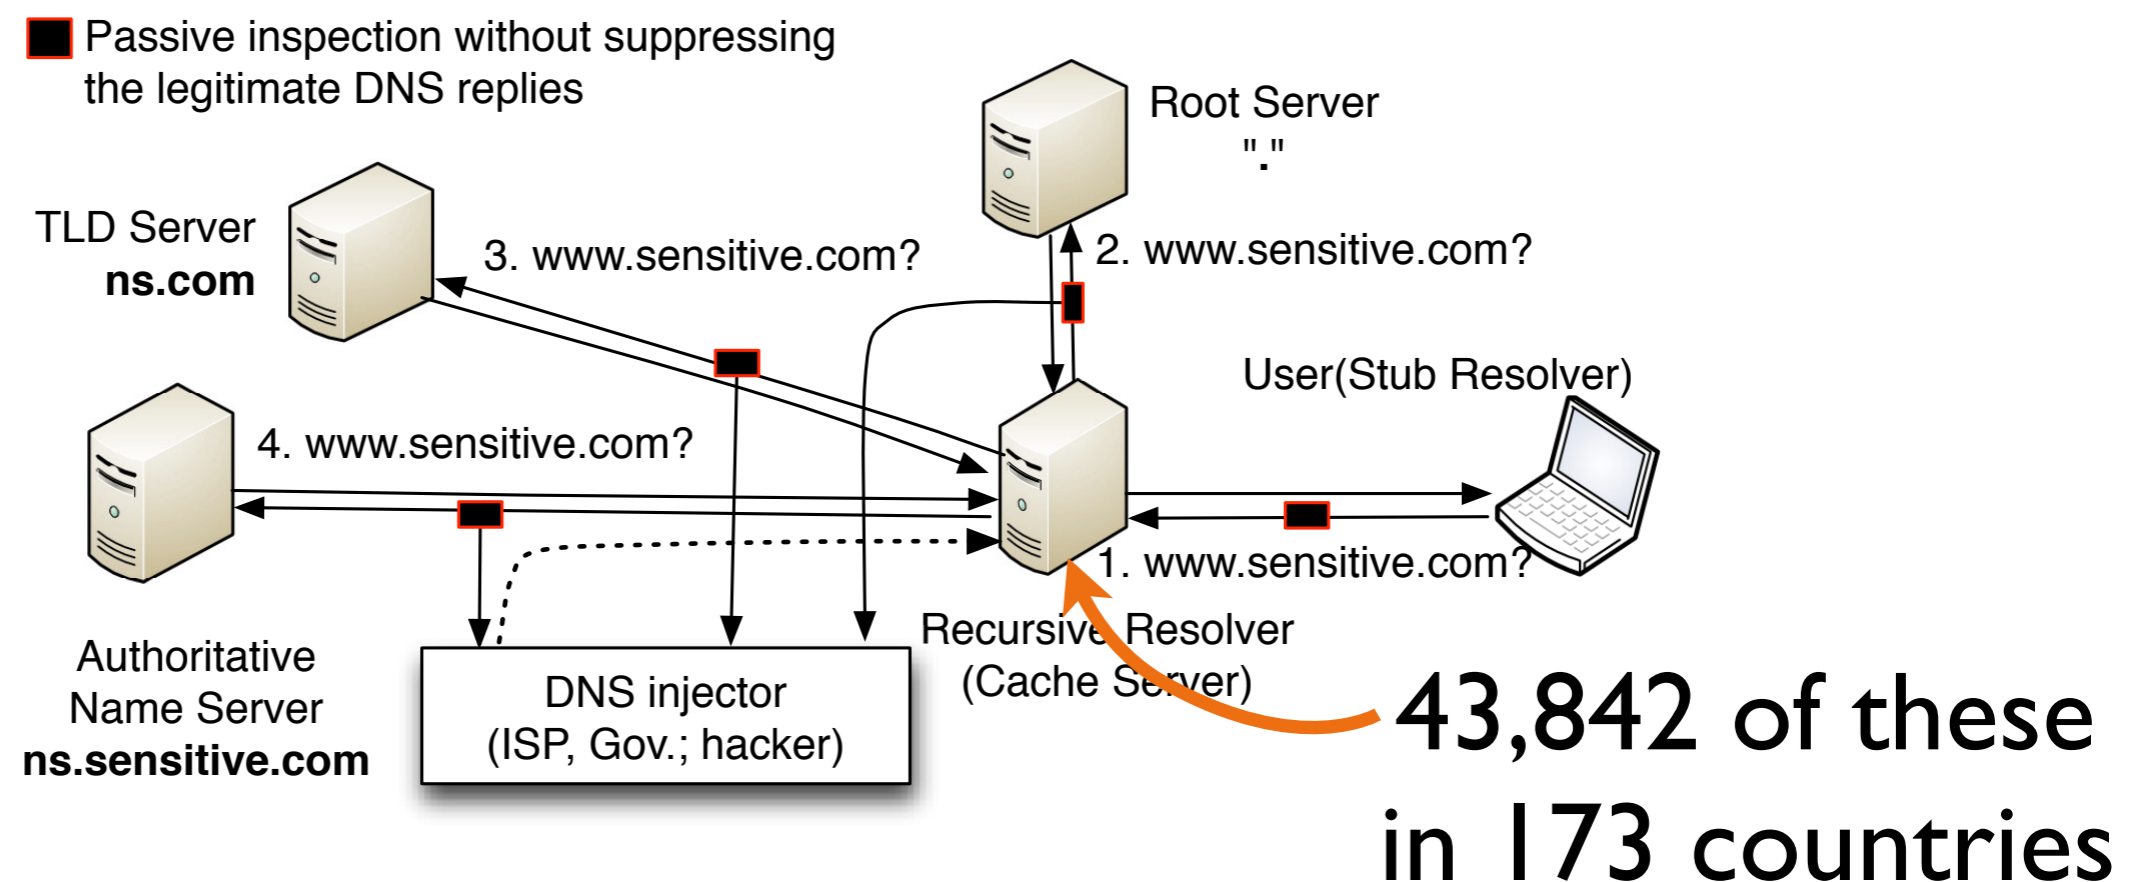 Passive inspection without suppressing
the legitimate DNS replies
Root Server
"."
TLD Server
ns.com
3. www.sensitive.com?
2. www.sensitive.com?
User(Stub Resolver)
4. www.sensitive.com?
1. www.sensitive.com?
Recursive Resolver
(Cache Server)
Authoritative
Name Server
ns.sensitive.com
DNS injector
(ISP, Gov.; hacker)
43,842 of these
in 173 countries